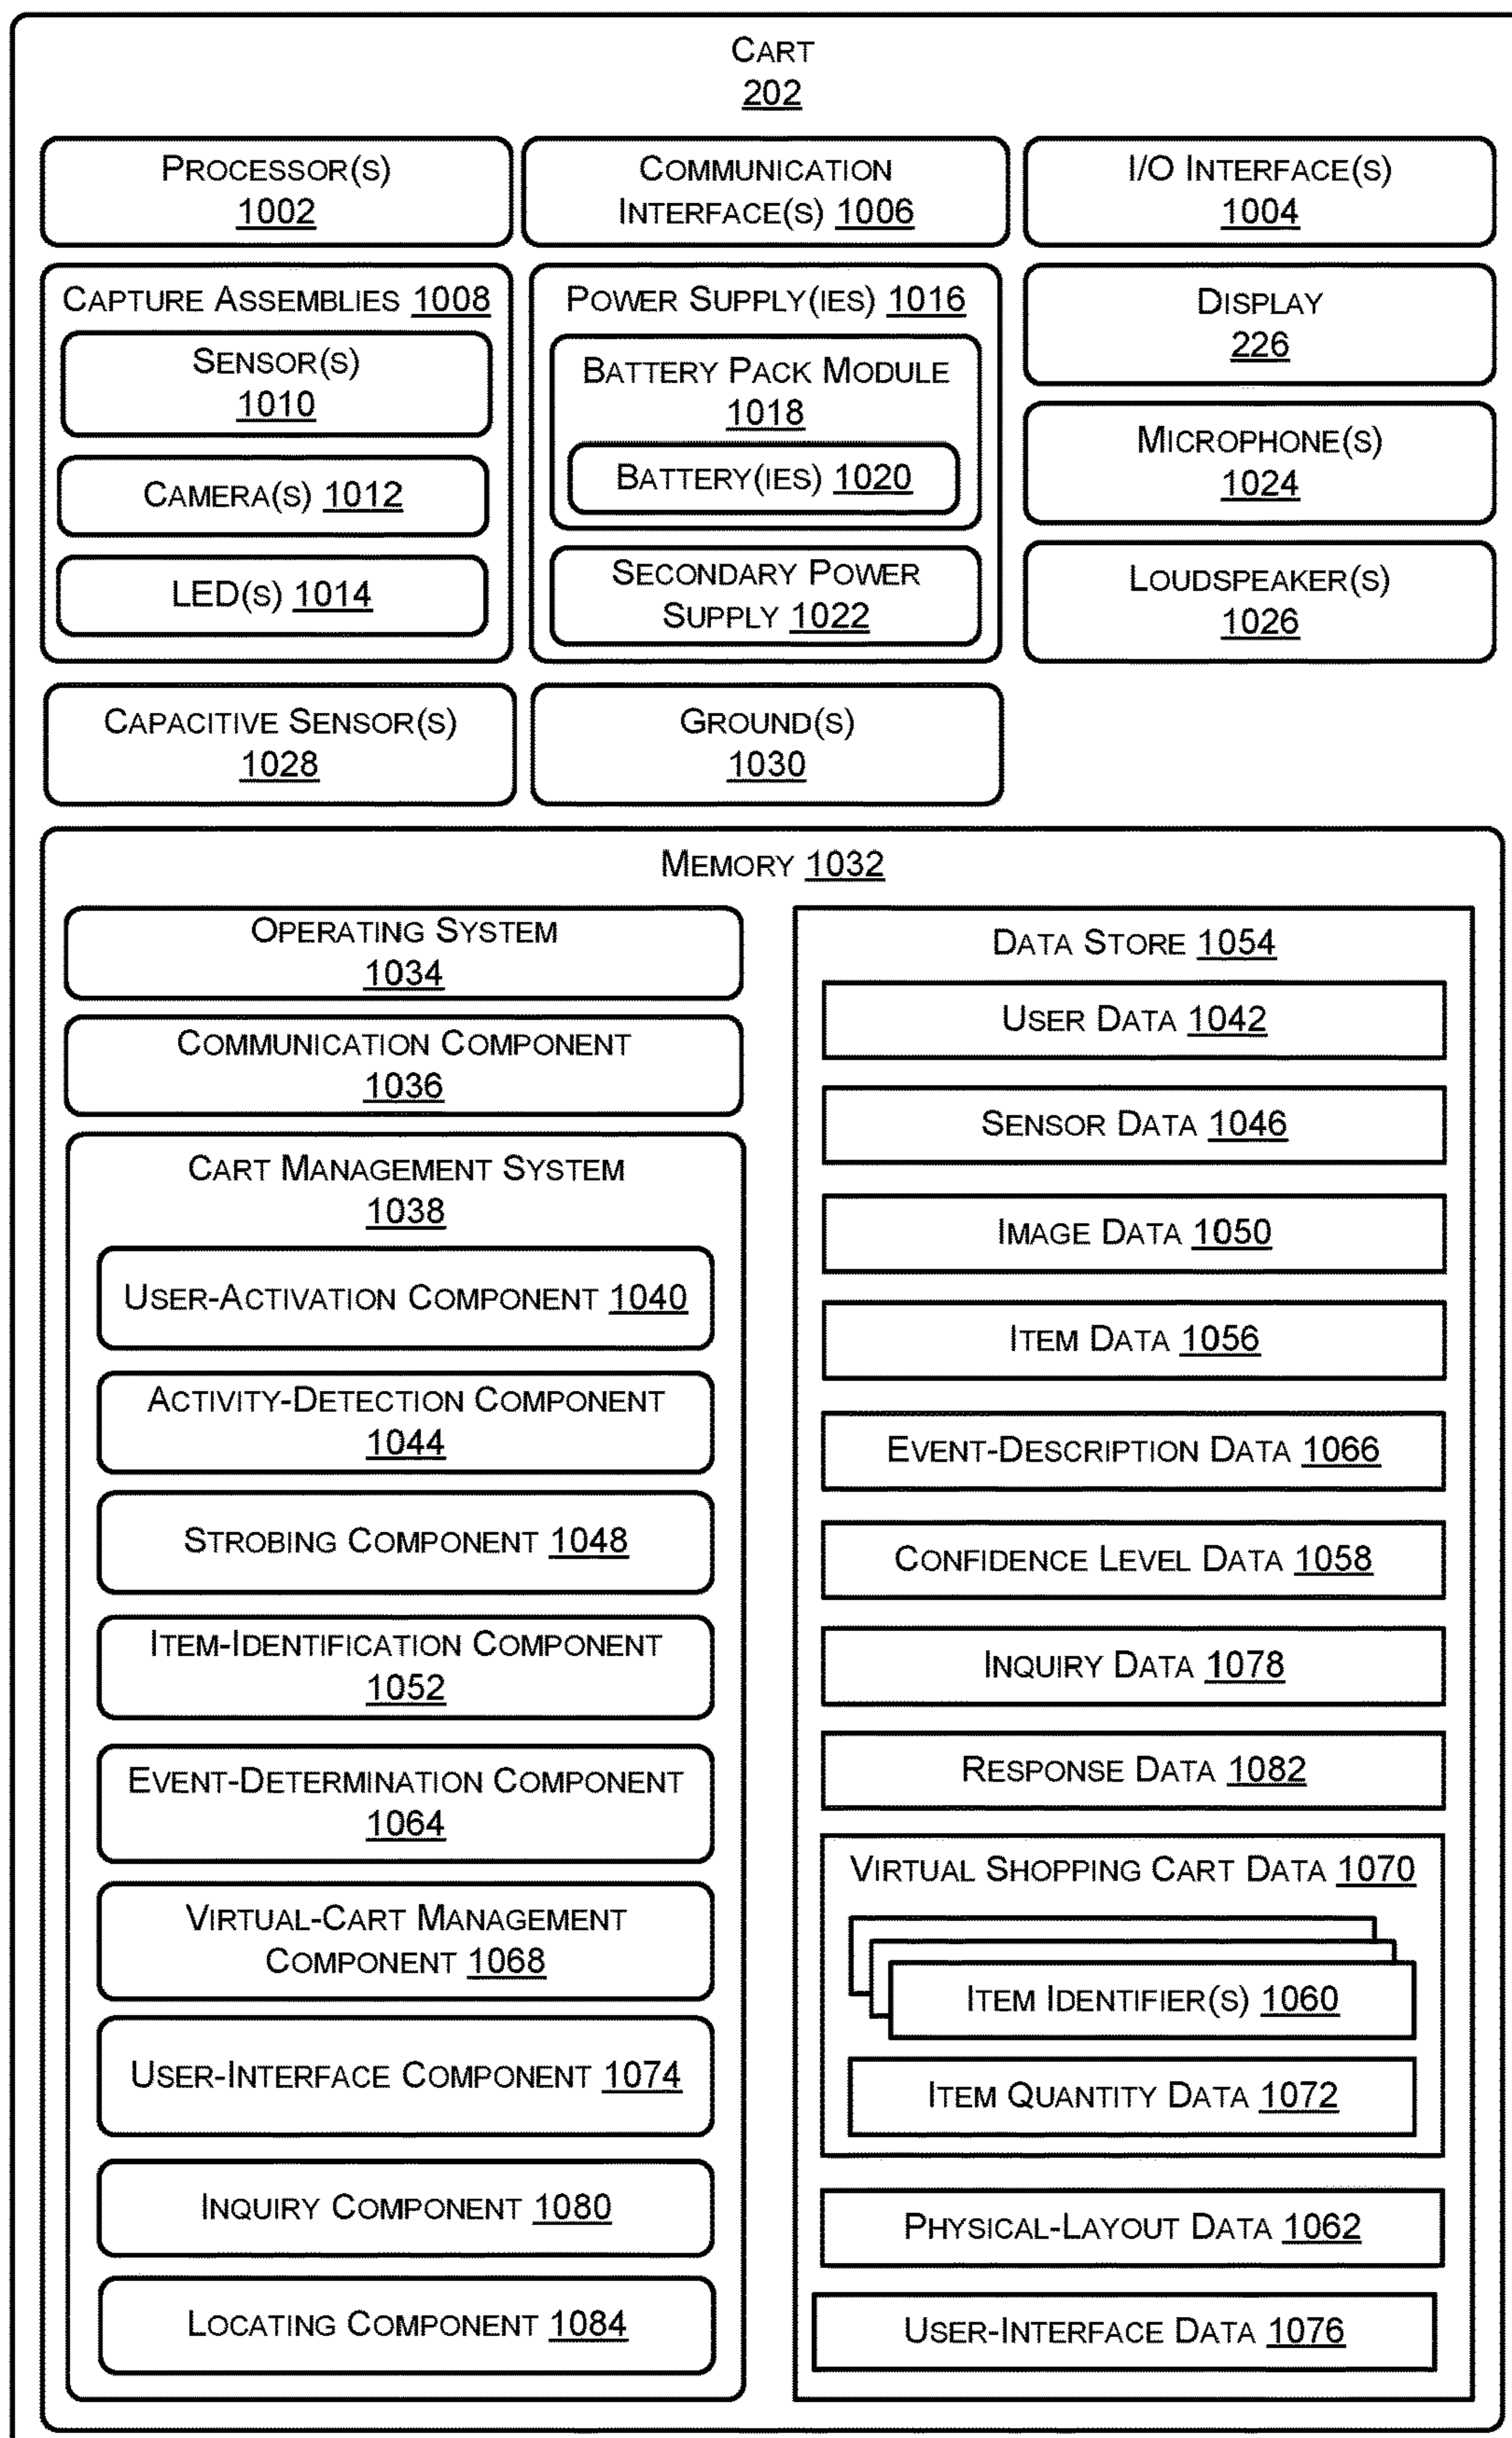 CART
202
PROCESSOR(S)
1002
COMMUNICATION
INTERFACE(S) 1006
I/O INTERFACE(S)
1004
CAPTURE ASSEMBLIES 1008
SENSOR(S)
1010
CAMERA(S) 1012
LED(S) 1014
POWER SUPPLY(IES) 1016
BATTERY PACK MODULE
1018
BATTERY(IES) 1020
SECONDARY POWER
SUPPLY 1022
DISPLAY
226
MICROPHONE(S)
1024
LOUDSPEAKER(S)
1026
CAPACITIVE SENSOR(S)
1028
GROUND(S)
1030
MEMORY 1032
OPERATING SYSTEM
1034
COMMUNICATION COMPONENT
1036
CART MANAGEMENT SYSTEM
1038
USER-ACTIVATION COMPONENT 1040
ACTIVITY-DETECTION COMPONENT
1044
STROBING COMPONENT 1048
ITEM-IDENTIFICATION COMPONENT
1052
EVENT-DETERMINATION COMPONENT
1064
VIRTUAL-CART MANAGEMENT
COMPONENT 1068
USER-INTERFACE COMPONENT 1074
INQUIRY COMPONENT 1080
LOCATING COMPONENT 1084
DATA STORE 1054
USER DATA 1042
SENSOR DATA 1046
IMAGE DATA 1050
ITEM DATA 1056
EVENT-DESCRIPTION DATA 1066
CONFIDENCE LEVEL DATA 1058
INQUIRY DATA 1078
RESPONSE DATA 1082
VIRTUAL SHOPPING CART DATA 1070
ITEM IDENTIFIER(S) 1060
ITEM QUANTITY DATA 1072
PHYSICAL-LAYOUT DATA 1062
USER-INTERFACE DATA 1076